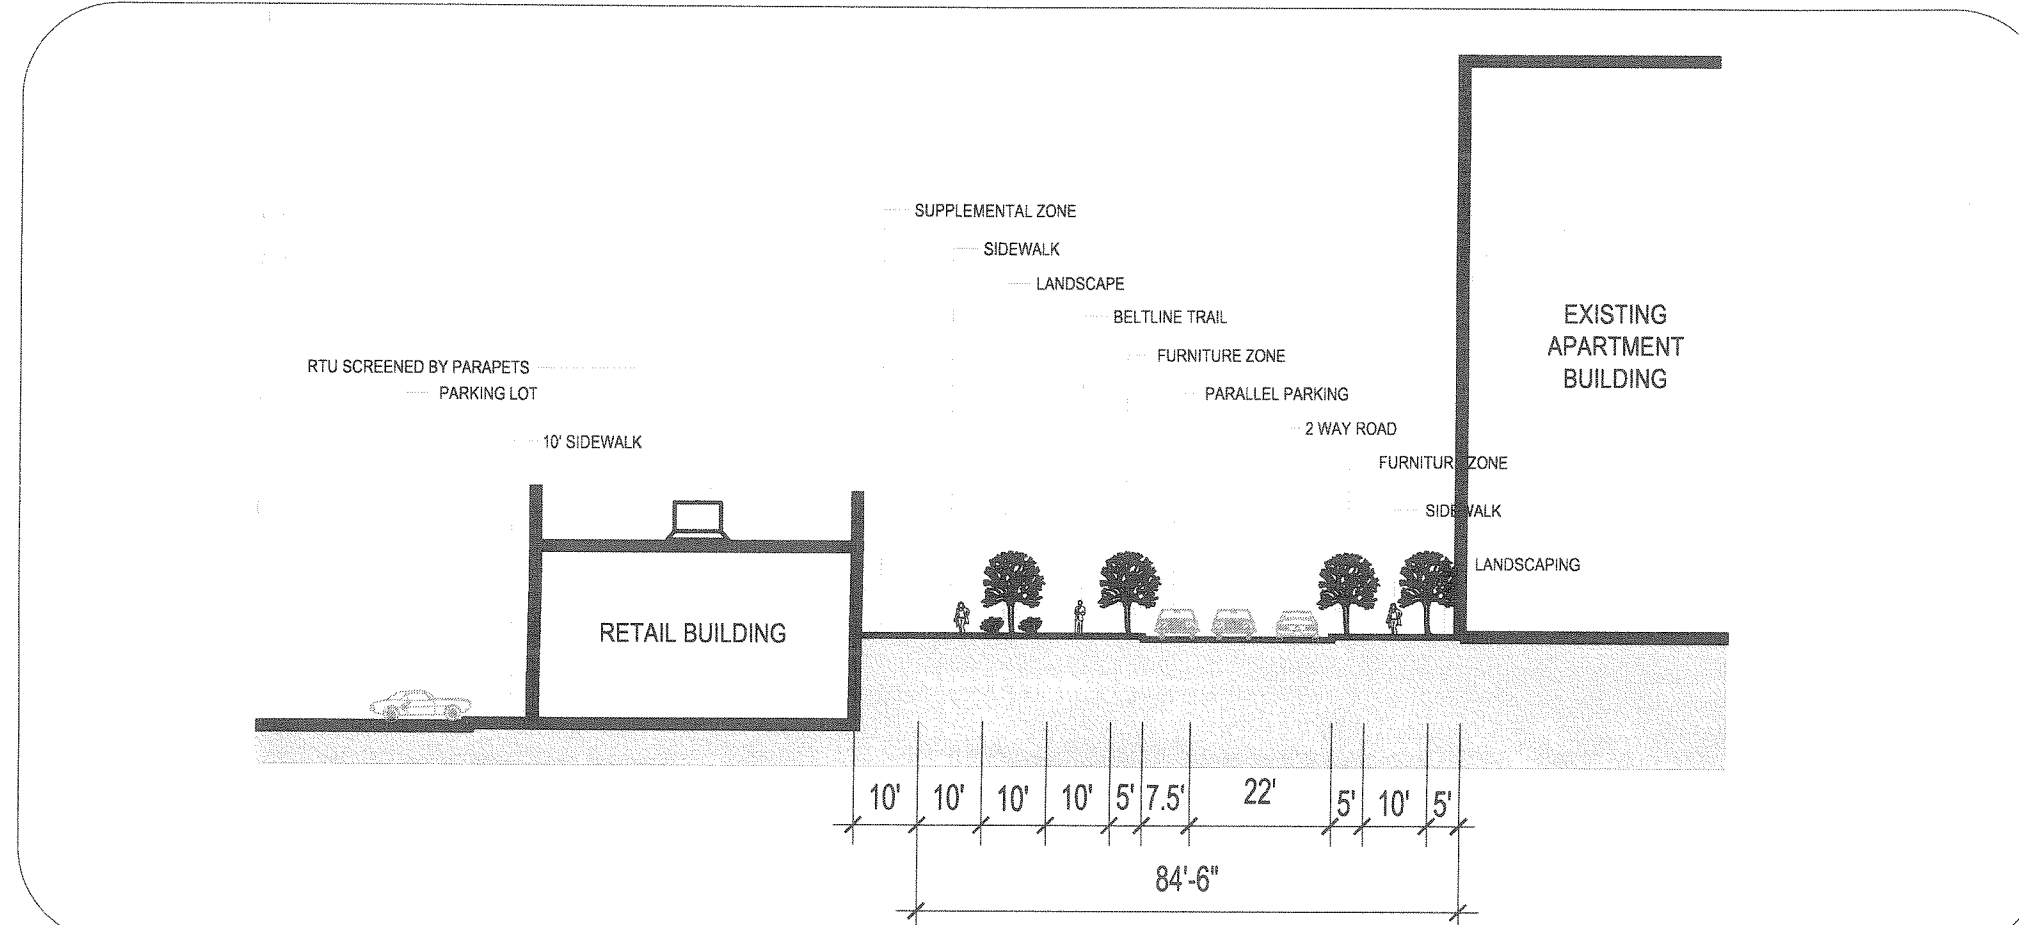 SUPPLEMENTAL ZONE
SIDEWALK
LANDSCAPE
BELTLINE TRAIL
FURNITURE ZONE
RTU SCREENED BY PARAPETS
PARKING LOT
PARALLEL PARKING
2 WAY ROAD
10' SIDEWALK
FURNITURE ZONE
SIDEWALK
LANDSCAPING
EXISTING
APARTMENT
BUILDING
RETAIL BUILDING
10' 10' 10' 10' 5' 7.5' 22' 5' 10' 5'
84'-6"